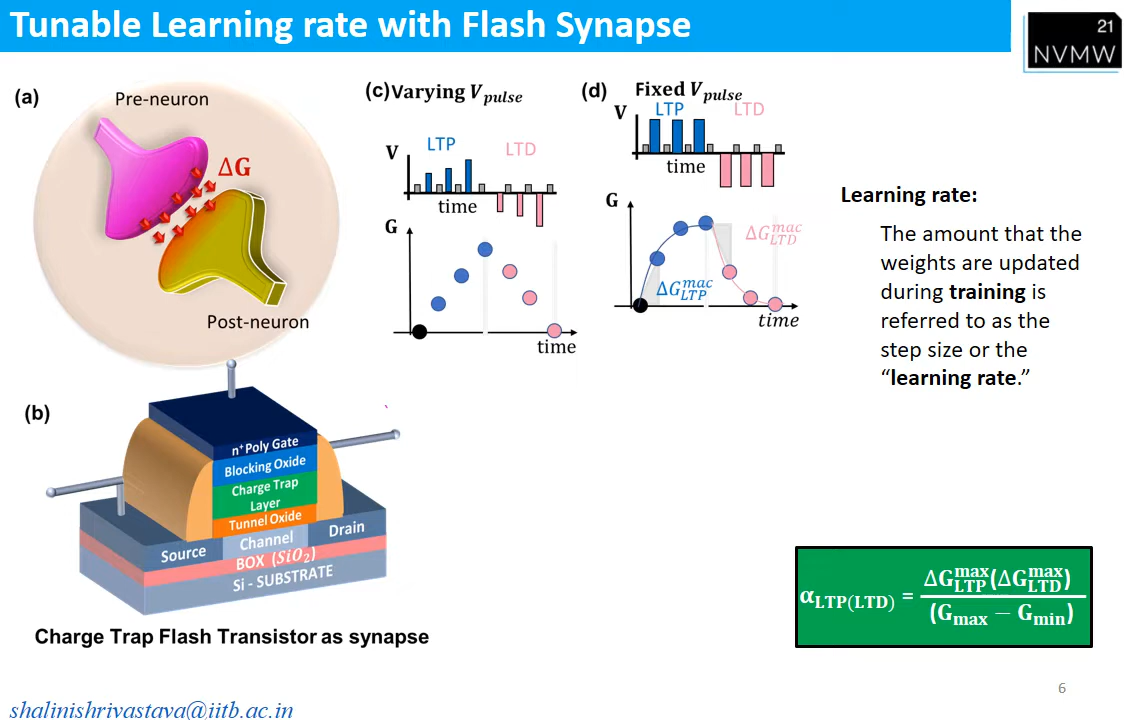 Tunable Learning rate with Flash Synapse
21
NVMW
(a)
Pre-neuron
ΔG
Post-neuron
(b)
n⁺Poly Gate
Blocking Oxide
Charge Trap
Layer
Tunnel Oxide
Source
Channel
Drain
BOX (SiO₂)
Si - SUBSTRATE
Charge Trap Flash Transistor as synapse
(c) Varying V_pulse
V
LTP
LTD
time
G
time
(d) Fixed V_pulse
V
LTP
LTD
time
G
ΔG_LTD^mac
ΔG_LTP^mac
time
Learning rate:
The amount that the
weights are updated
during training is
referred to as the
step size or the
“learning rate.”
α_LTP(LTD) = ΔG_LTP^max(ΔG_LTD^max) / (G_max − G_min)
6
shalinishrivastava@iitb.ac.in